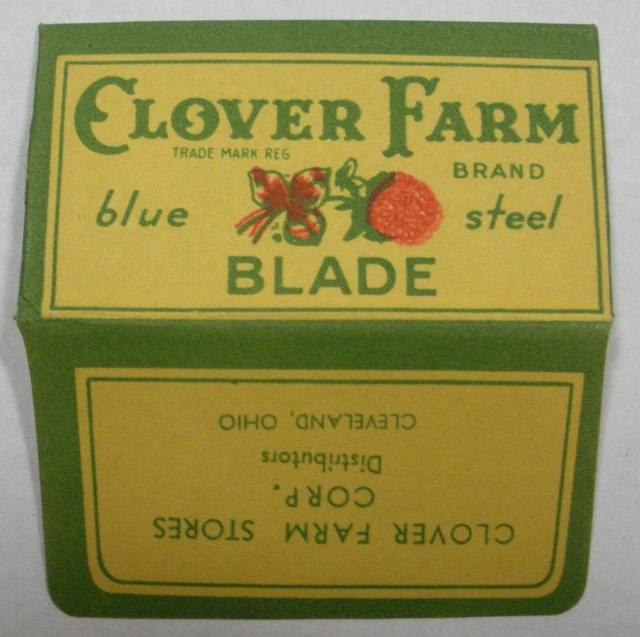 CLOVER FARM
TRADE MARK REG
BRAND
blue steel
BLADE
CLOVER FARM STORES
CORP.
Distributors
CLEVELAND, OHIO